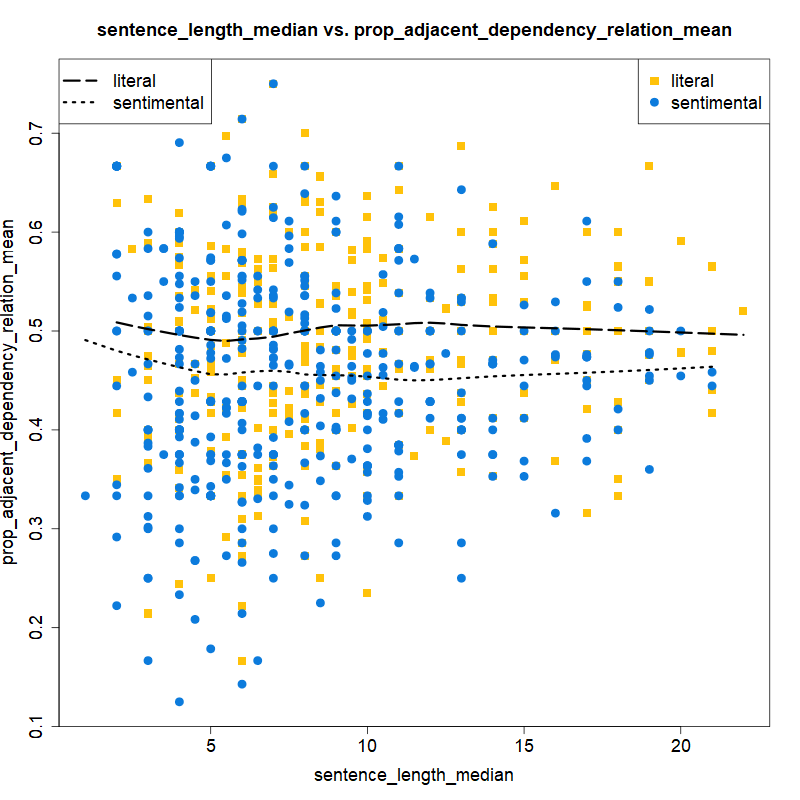 sentence_length_median vs. prop_adjacent_dependency_relation_mean
literal
sentimental
literal
sentimental
prop_adjacent_dependency_relation_mean
0.7
0.6
0.5
0.4
0.3
0.2
0.1
5
10
15
20
sentence_length_median